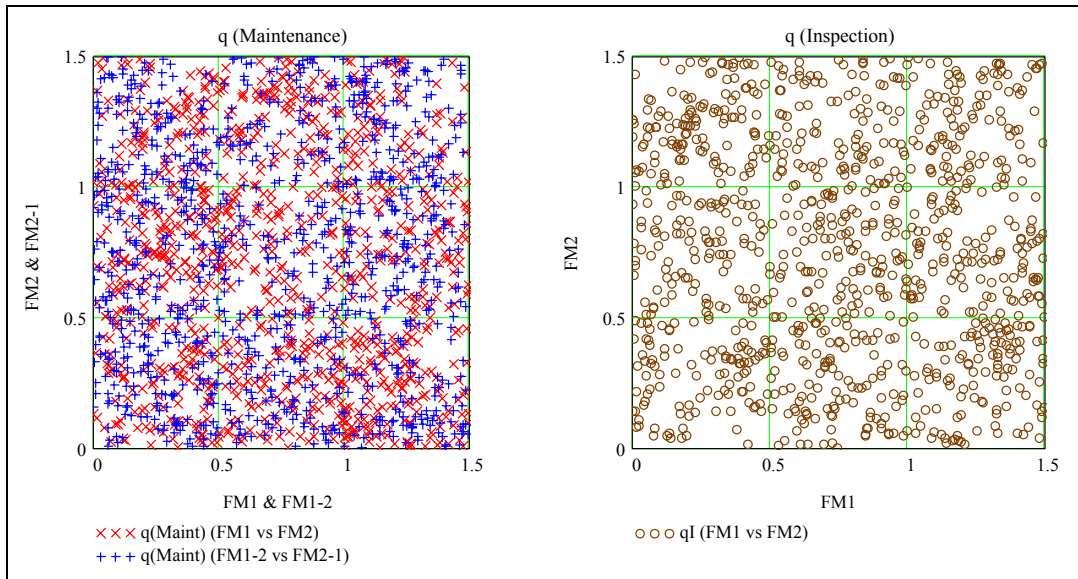 q (Maintenance)
1.5
1
0.5
0
0
0.5
1
1.5
FM2 & FM2-1
FM1 & FM1-2
× × × q(Maint) (FM1 vs FM2)
+ + + q(Maint) (FM1-2 vs FM2-1)
q (Inspection)
1.5
1
0.5
0
0
0.5
1
1.5
FM2
FM1
qI (FM1 vs FM2)